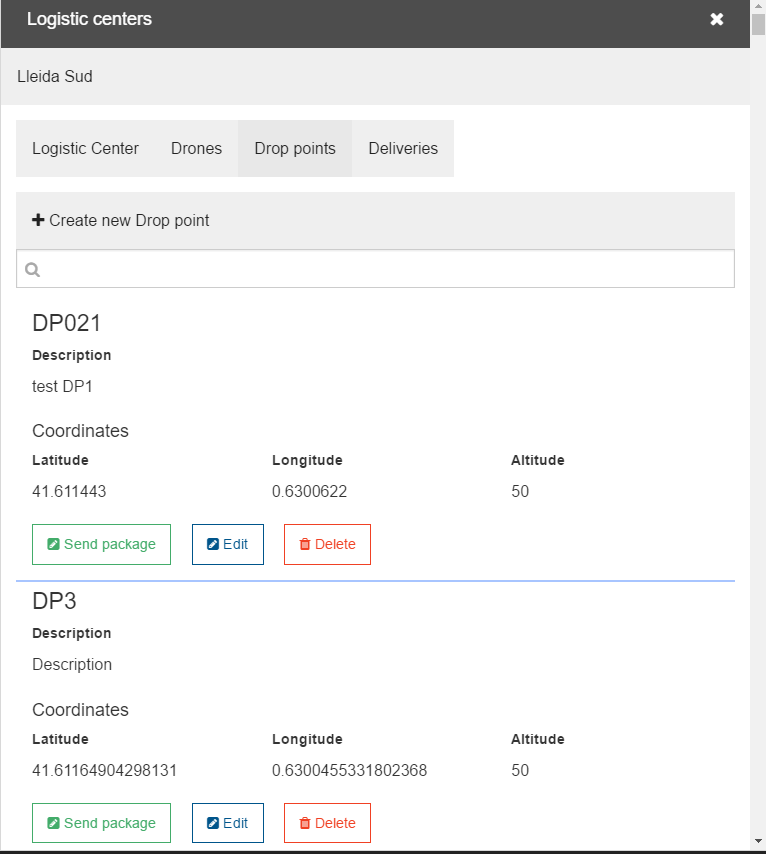 Logistic centers
Lleida Sud
Logistic Center Drones Drop points Deliveries
Create new Drop point
DP021
Description
test DP1
Coordinates
Latitude Longitude Altitude
41.611443 0.6300622 50
Send package Edit Delete
DP3
Description
Description
Coordinates
Latitude Longitude Altitude
41.61164904298131 0.6300455331802368 50
Send package Edit Delete